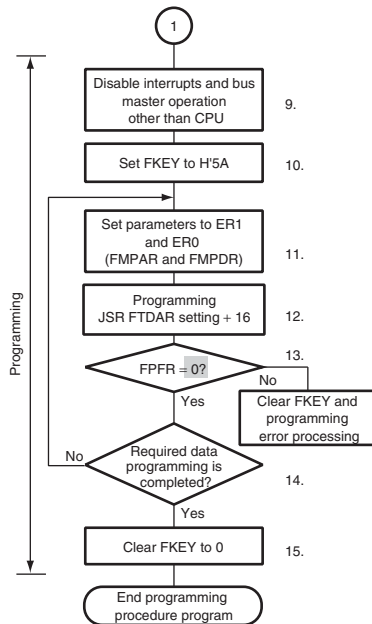 1
Programming
Disable interrupts and bus
master operation
other than CPU
9.
Set FKEY to H'5A
10.
Set parameters to ER1
and ER0
(FMPAR and FMPDR)
11.
Programming
JSR FTDAR setting + 16
12.
FPFR = 0?
13.
No
Yes
Clear FKEY and
programming
error processing
Required data
programming is
completed?
14.
No
Yes
Clear FKEY to 0
15.
End programming
procedure program